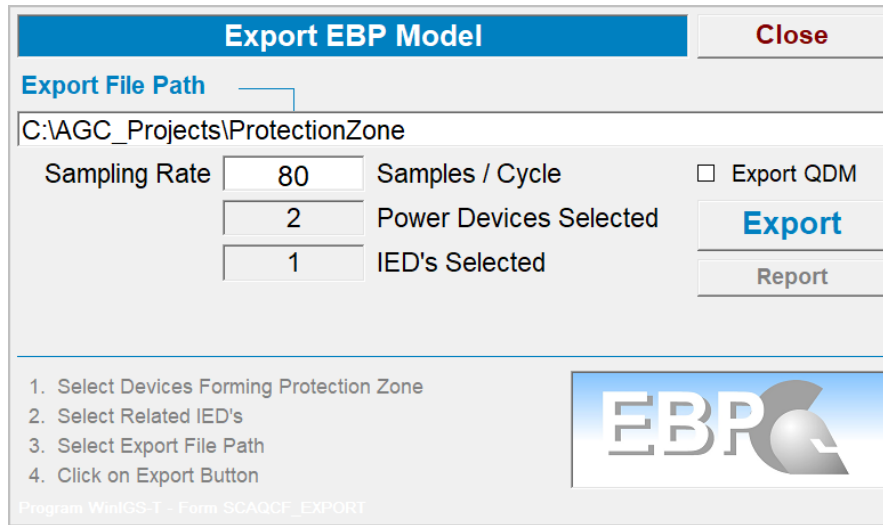 Export EBP Model
Close
Export File Path
C:\AGC_Projects\ProtectionZone
Sampling Rate 80 Samples / Cycle
Export QDM
2 Power Devices Selected
Export
1 IED's Selected
Report
1. Select Devices Forming Protection Zone
2. Select Related IED's
3. Select Export File Path
4. Click on Export Button
EBP
Program WinIGS-T - Form SCAQCF_EXPORT